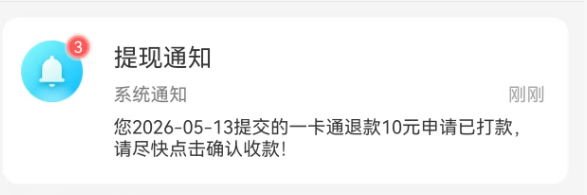 3
提现通知
系统通知 刚刚
您2026-05-13提交的一卡通退款10元申请已打款，
请尽快点击确认收款！